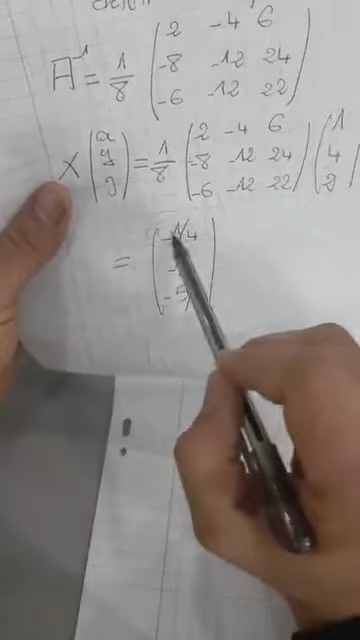 A⁻¹ = 1/8 ( 2 -4 6
-8 -12 24
-6 -12 22 )
X ( x
y
z ) = 1/8 ( 2 -4 6
-8 -12 24
-6 -12 22 ) ( 1
4
2 )
= ( -1/4
-5 )